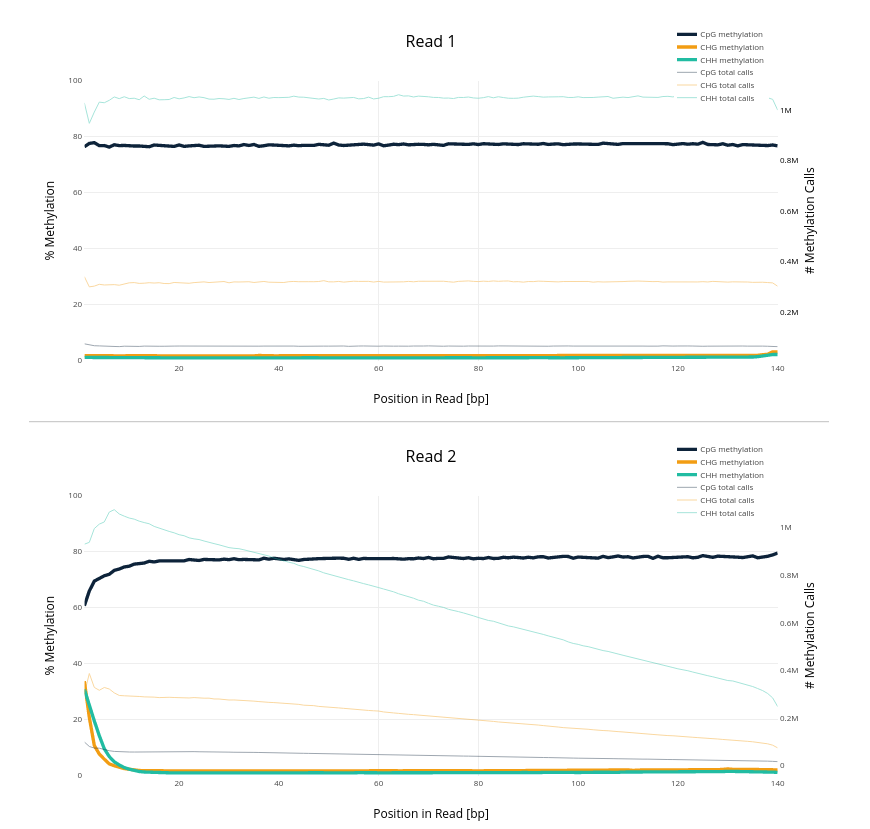 Read 1
CpG methylation
CHG methylation
CHH methylation
CpG total calls
CHG total calls
CHH total calls
100
80
60
40
20
0
% Methylation
1M
0.8M
0.6M
0.4M
0.2M
# Methylation Calls
20 40 60 80 100 120 140
Position in Read [bp]
Read 2
CpG methylation
CHG methylation
CHH methylation
CpG total calls
CHG total calls
CHH total calls
100
80
60
40
20
0
% Methylation
1M
0.8M
0.6M
0.4M
0.2M
0
# Methylation Calls
20 40 60 80 100 120 140
Position in Read [bp]